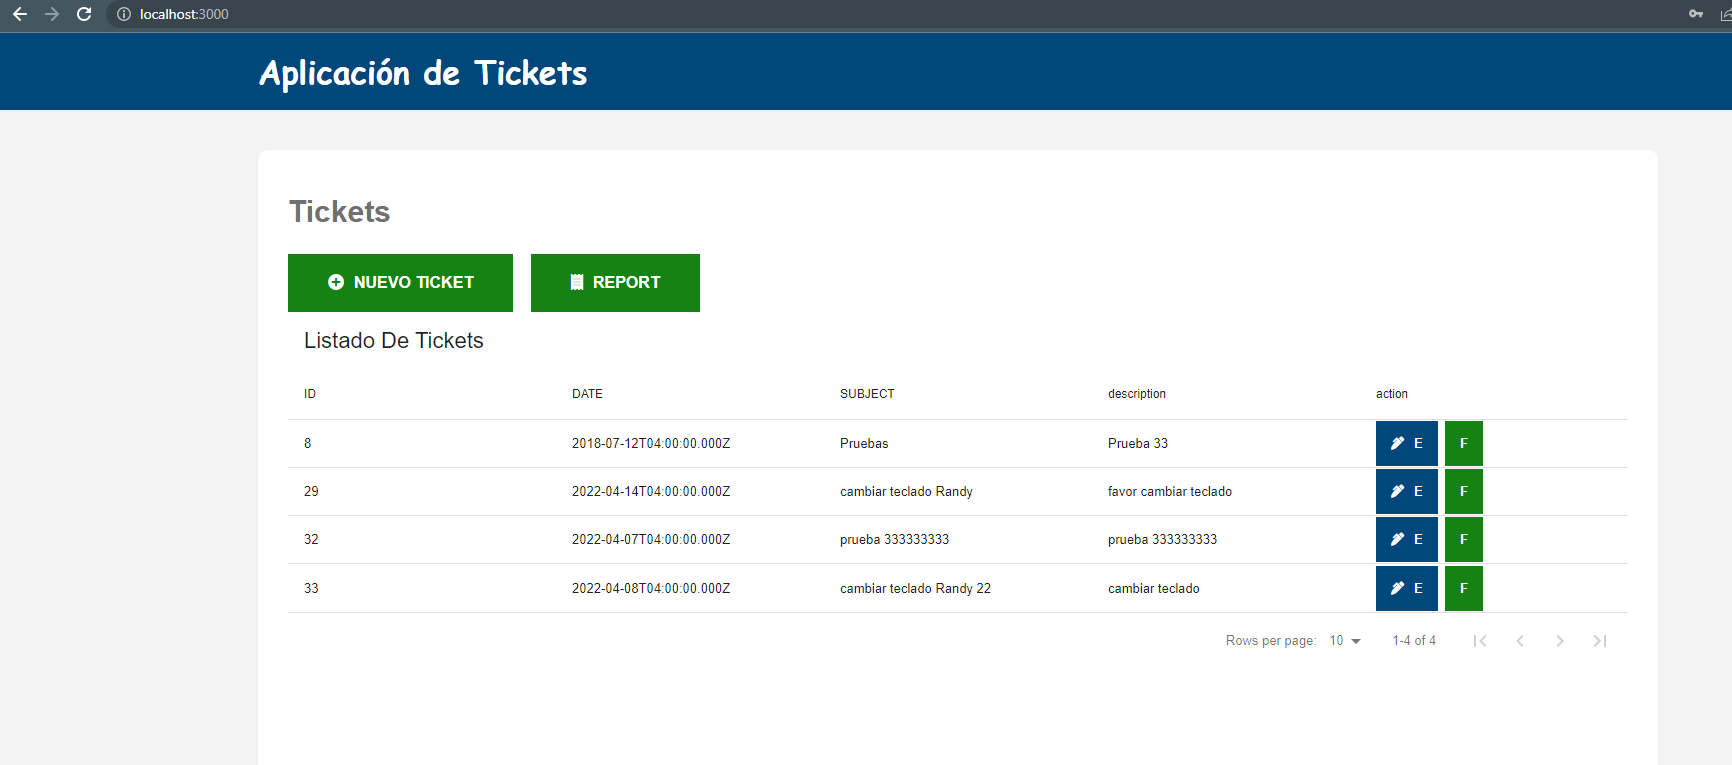 localhost:3000
Aplicación de Tickets
Tickets
NUEVO TICKET REPORT
Listado De Tickets
ID DATE SUBJECT description action
8 2018-07-12T04:00:00.000Z Pruebas Prueba 33 E F
29 2022-04-14T04:00:00.000Z cambiar teclado Randy favor cambiar teclado E F
32 2022-04-07T04:00:00.000Z prueba 333333333 prueba 333333333 E F
33 2022-04-08T04:00:00.000Z cambiar teclado Randy 22 cambiar teclado E F
Rows per page: 10 1-4 of 4